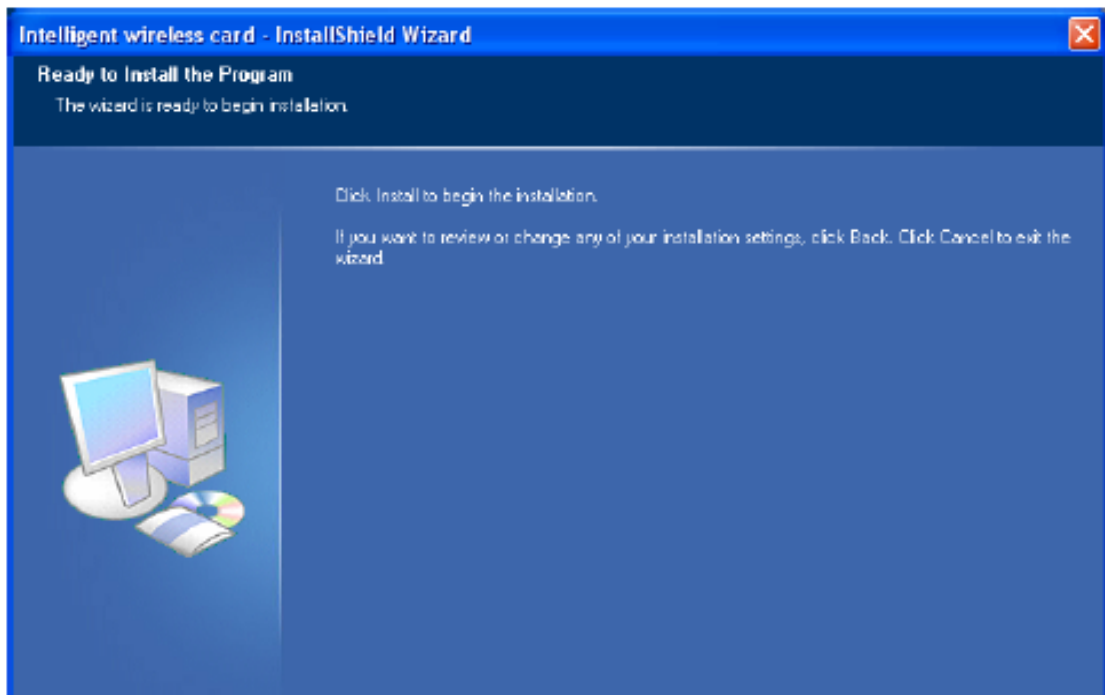 Intelligent wireless card - InstallShield Wizard
Ready to Install the Program
The wizard is ready to begin installation.
Click Install to begin the installation.
If you want to review or change any of your installation settings, click Back. Click Cancel to exit the
wizard.